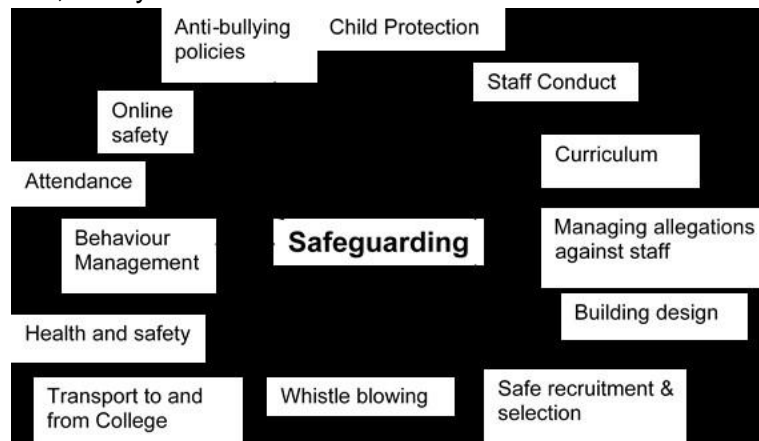 Anti-bullying
policies
Child Protection
Staff Conduct
Online
safety
Curriculum
Attendance
Behaviour
Management
Safeguarding
Managing allegations
against staff
Building design
Health and safety
Transport to and
from College
Whistle blowing
Safe recruitment &
selection